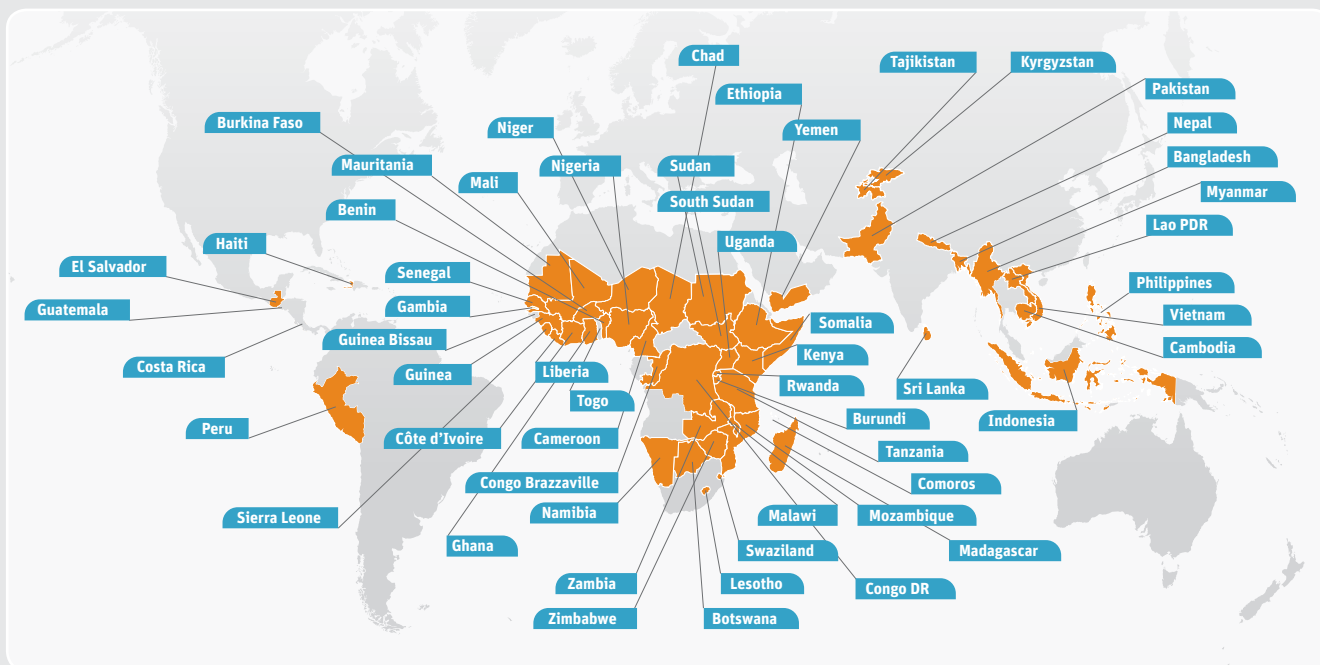 Chad
Tajikistan
Kyrgyzstan
Pakistan
Ethiopia
Burkina Faso
Niger
Yemen
Nepal
Mauritania
Nigeria
Sudan
Bangladesh
Mali
Myanmar
Benin
South Sudan
Lao PDR
Haiti
Uganda
El Salvador
Senegal
Philippines
Guatemala
Gambia
Somalia
Vietnam
Guinea Bissau
Kenya
Cambodia
Costa Rica
Guinea
Liberia
Rwanda
Sri Lanka
Togo
Burundi
Indonesia
Peru
Côte d'Ivoire
Cameroon
Tanzania
Congo Brazzaville
Comoros
Sierra Leone
Namibia
Malawi
Mozambique
Ghana
Swaziland
Madagascar
Zambia
Lesotho
Congo DR
Zimbabwe
Botswana